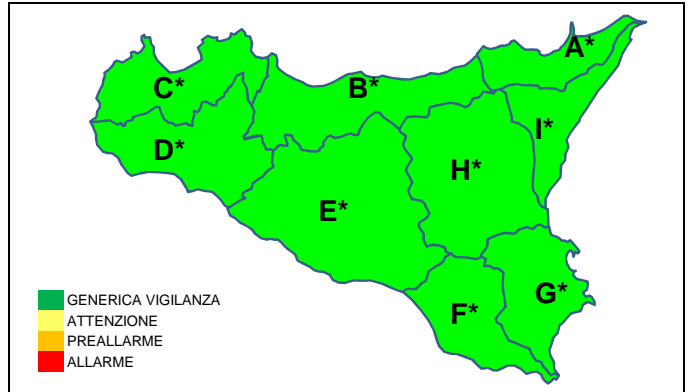 A*
C*
B*
I*
D*
H*
E*
G*
F*
GENERICA VIGILANZA
ATTENZIONE
PREALLARME
ALLARME